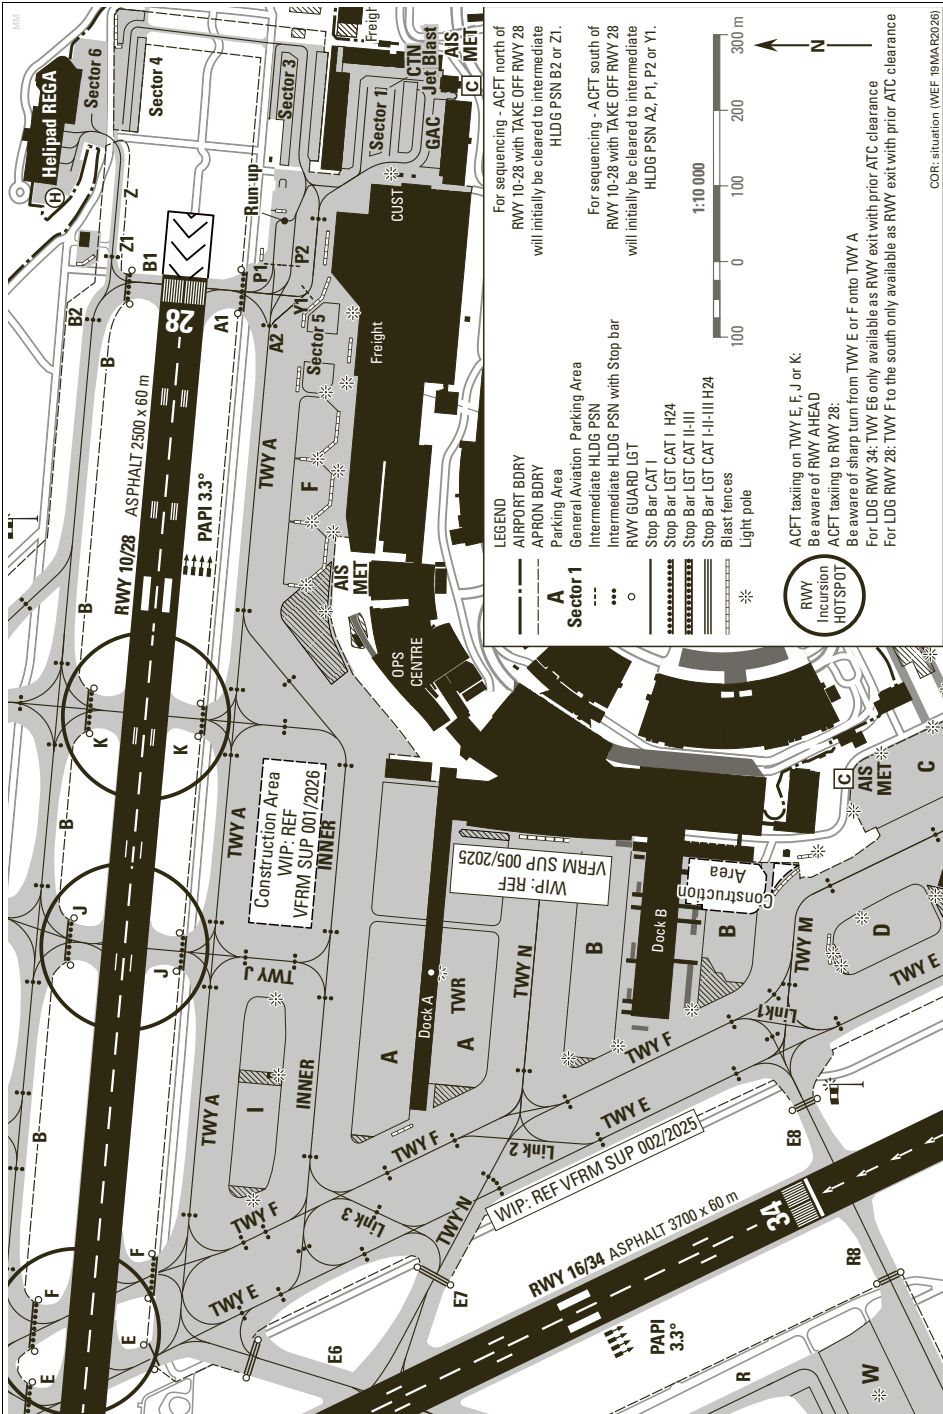 MM
Helipad REGA
H
Sector 6
Sector 4
Sector 3
Sector 1
Freigh
CTN
Jet Blast
AIS
MET
C
GAC
CUST
Z
Z1
B1
B2
B
Run-up
P1
P2
Y1
A1
A2
Sector 5
Freight
28
ASPHALT 2500 x 60 m
RWY 10/28
PAPI 3.3°
TWY A
F
B
AIS
MET
OPS
CENTRE
K
K
B
TWY A
Construction Area
WIP: REF
VFRM SUP 001/2026
INNER
J
J
TWY J
WIP: REF
VFRM SUP 005/2025
Dock A
TWR
A
A
TWY N
B
Dock B
Construction
Area
B
C
AIS
MET
C
D
TWY M
TWY E
Link1
TWY F
TWY E
B
TWY A
I
INNER
TWY F
Link 2
TWY F
Link 3
TWY N
WIP: REF VFRM SUP 002/2025
E8
34
RWY 16/34 ASPHALT 3700 x 60 m
R8
F
F
E
E
TWY E
E6
E7
PAPI
3.3°
R
W
LEGEND
AIRPORT BDRY
APRON BDRY
A Parking Area
Sector 1 General Aviation Parking Area
Intermediate HLDG PSN
Intermediate HLDG PSN with Stop bar
RWY GUARD LGT
Stop Bar CAT I
Stop Bar LGT CAT I H24
Stop Bar LGT CAT II-III
Stop Bar LGT CAT I-II-III H24
Blast fences
Light pole
For sequencing - ACFT north of
RWY 10-28 with TAKE OFF RWY 28
will initially be cleared to intermediate
HLDG PSN B2 or Z1.
For sequencing - ACFT south of
RWY 10-28 with TAKE OFF RWY 28
will initially be cleared to intermediate
HLDG PSN A2, P1, P2 or Y1.
1:10 000
100 0 100 200 300 m
N
RWY
Incursion
HOTSPOT
ACFT taxiing on TWY E, F, J or K:
Be aware of RWY AHEAD
ACFT taxiing to RWY 28:
Be aware of sharp turn from TWY E or F onto TWY A
For LDG RWY 34: TWY E6 only available as RWY exit with prior ATC clearance
For LDG RWY 28: TWY F to the south only available as RWY exit with prior ATC clearance
COR: situation (WEF 19MAR2026)